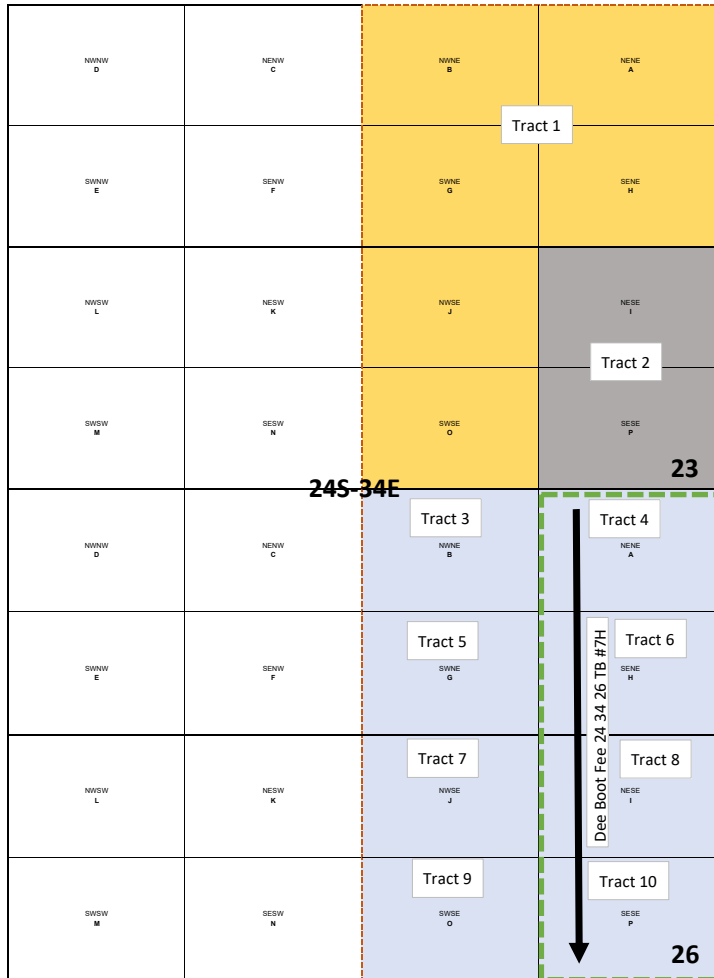 NWNW
D
NENW
C
NWNE
B
NENE
A
Tract 1
SWNW
E
SENW
F
SWNE
G
SENE
H
NWSW
L
NESW
K
NWSE
J
NESE
I
Tract 2
SWSW
M
SESW
N
SWSE
O
SESE
P
23
24S-34E
Tract 3
Tract 4
NWNW
D
NENW
C
NWNE
B
NENE
A
Tract 5
Tract 6
SWNW
E
SENW
F
SWNE
G
SENE
H
Dee Boot Fee 24 34 26 TB #7H
Tract 7
Tract 8
NWSW
L
NESW
K
NWSE
J
NESE
I
Tract 9
Tract 10
SWSW
M
SESW
N
SWSE
O
SESE
P
26